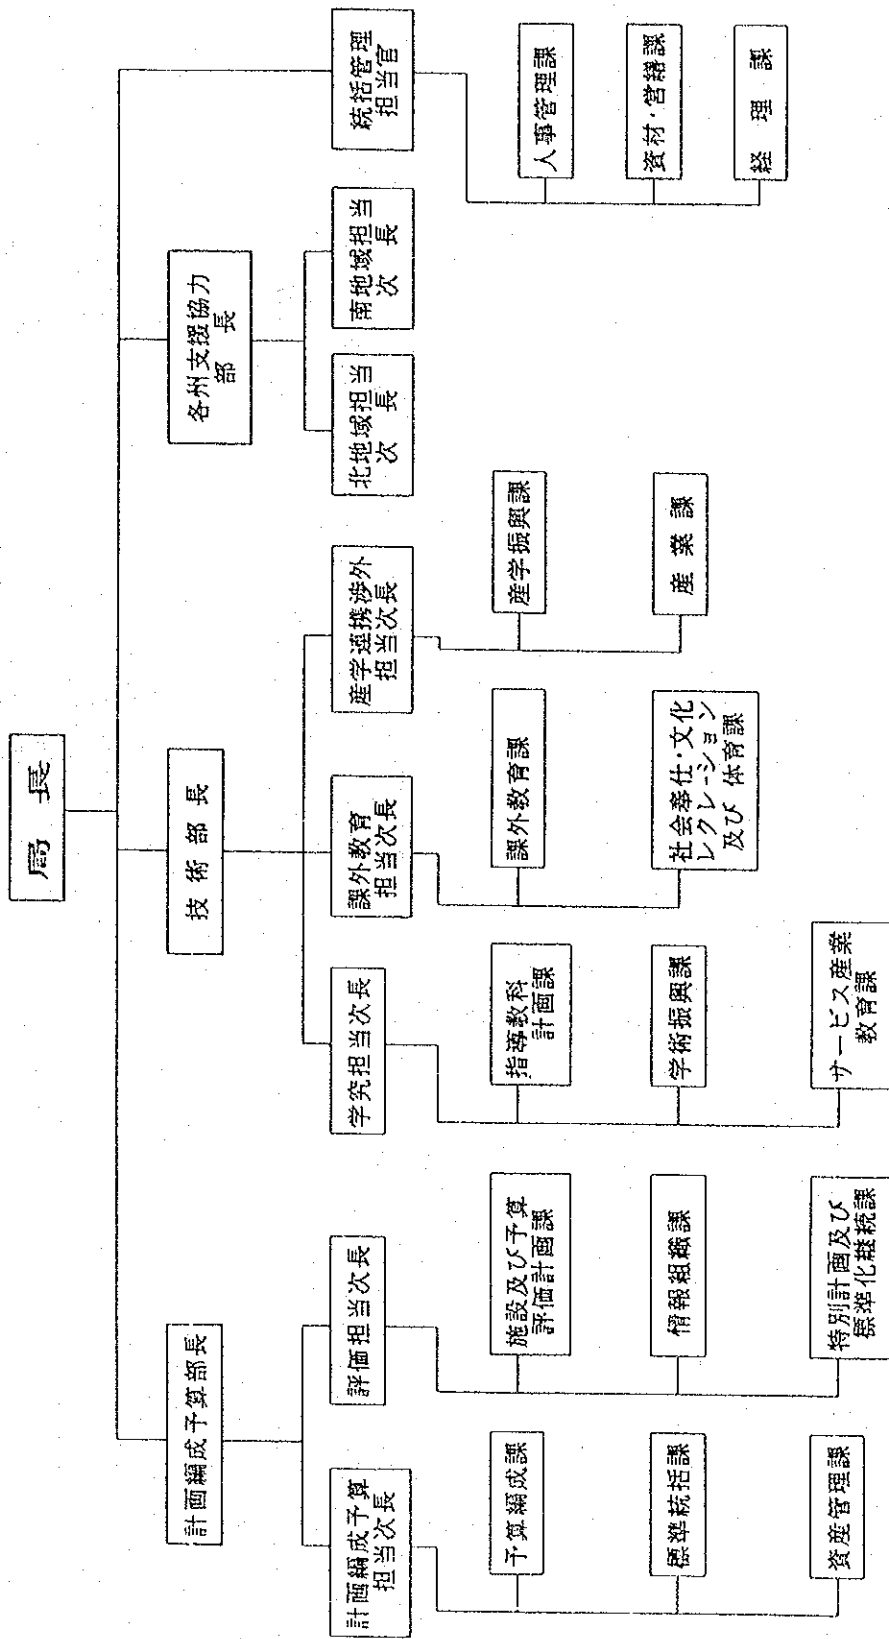 局長
計画編成予算部長
技術部長
各州支援協力
部長
計画編成予算
担当次長
評価担当次長
学究担当次長
課外教育
担当次長
産学連携渉外
担当次長
北地域担当
次長
南地域担当
次長
統括管理
担当官
予算編成課
標準統括課
資産管理課
施設及び予算
評価計画課
情報組織課
特別計画及び
標準化継続課
指導教科
計画課
学術振興課
サービス産業
教育課
課外教育課
社会奉仕・文化
レクレーション
及び体育課
産学振興課
産業課
人事管理課
資材・営繕課
経理課